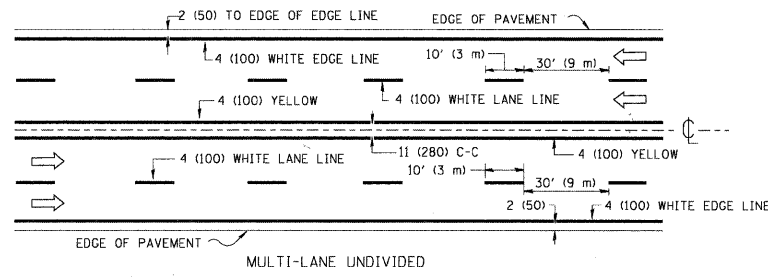 2 (50) TO EDGE OF EDGE LINE
EDGE OF PAVEMENT
4 (100) WHITE EDGE LINE
10' (3 m)
30' (9 m)
4 (100) YELLOW
4 (100) WHITE LANE LINE
4 (100) WHITE LANE LINE
11 (280) C-C
4 (100) YELLOW
10' (3 m)
30' (9 m)
2 (50)
4 (100) WHITE EDGE LINE
EDGE OF PAVEMENT
MULTI-LANE UNDIVIDED